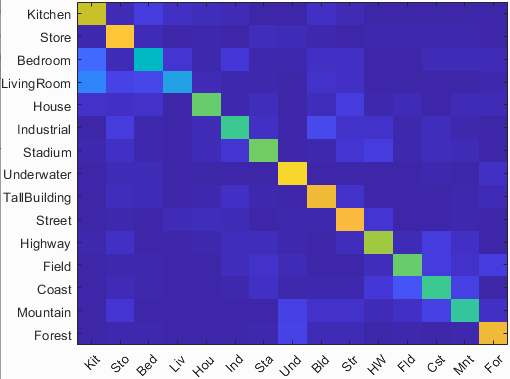 Kitchen
Store
Bedroom
LivingRoom
House
Industrial
Stadium
Underwater
TallBuilding
Street
Highway
Field
Coast
Mountain
Forest
Kit Sto Bed Liv Hou Ind Sta Und Bld Str HW Fld Cst Mnt For